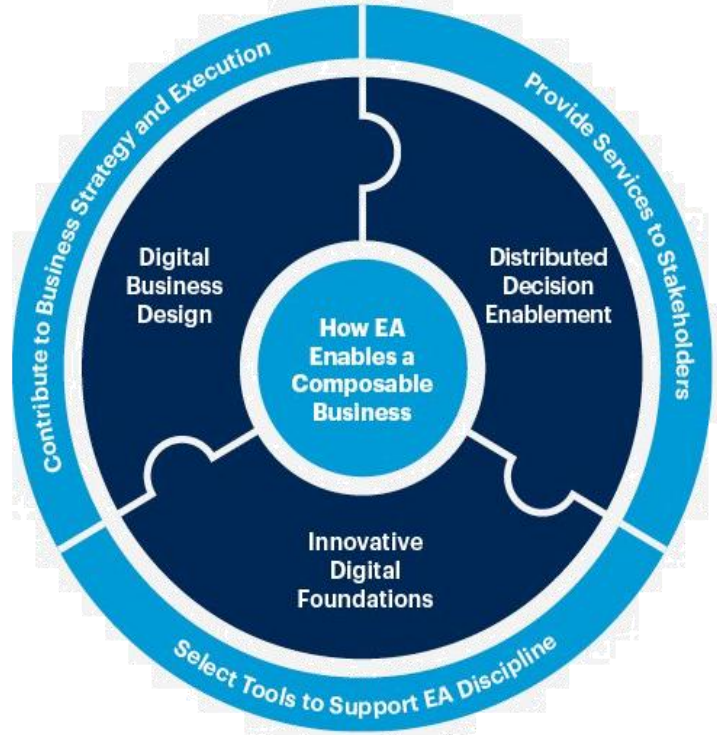 Contribute to Business Strategy and Execution
Provide Services to Stakeholders
Digital
Business
Design
Distributed
Decision
Enablement
How EA
Enables a
Composable
Business
Innovative
Digital
Foundations
Select Tools to Support EA Discipline